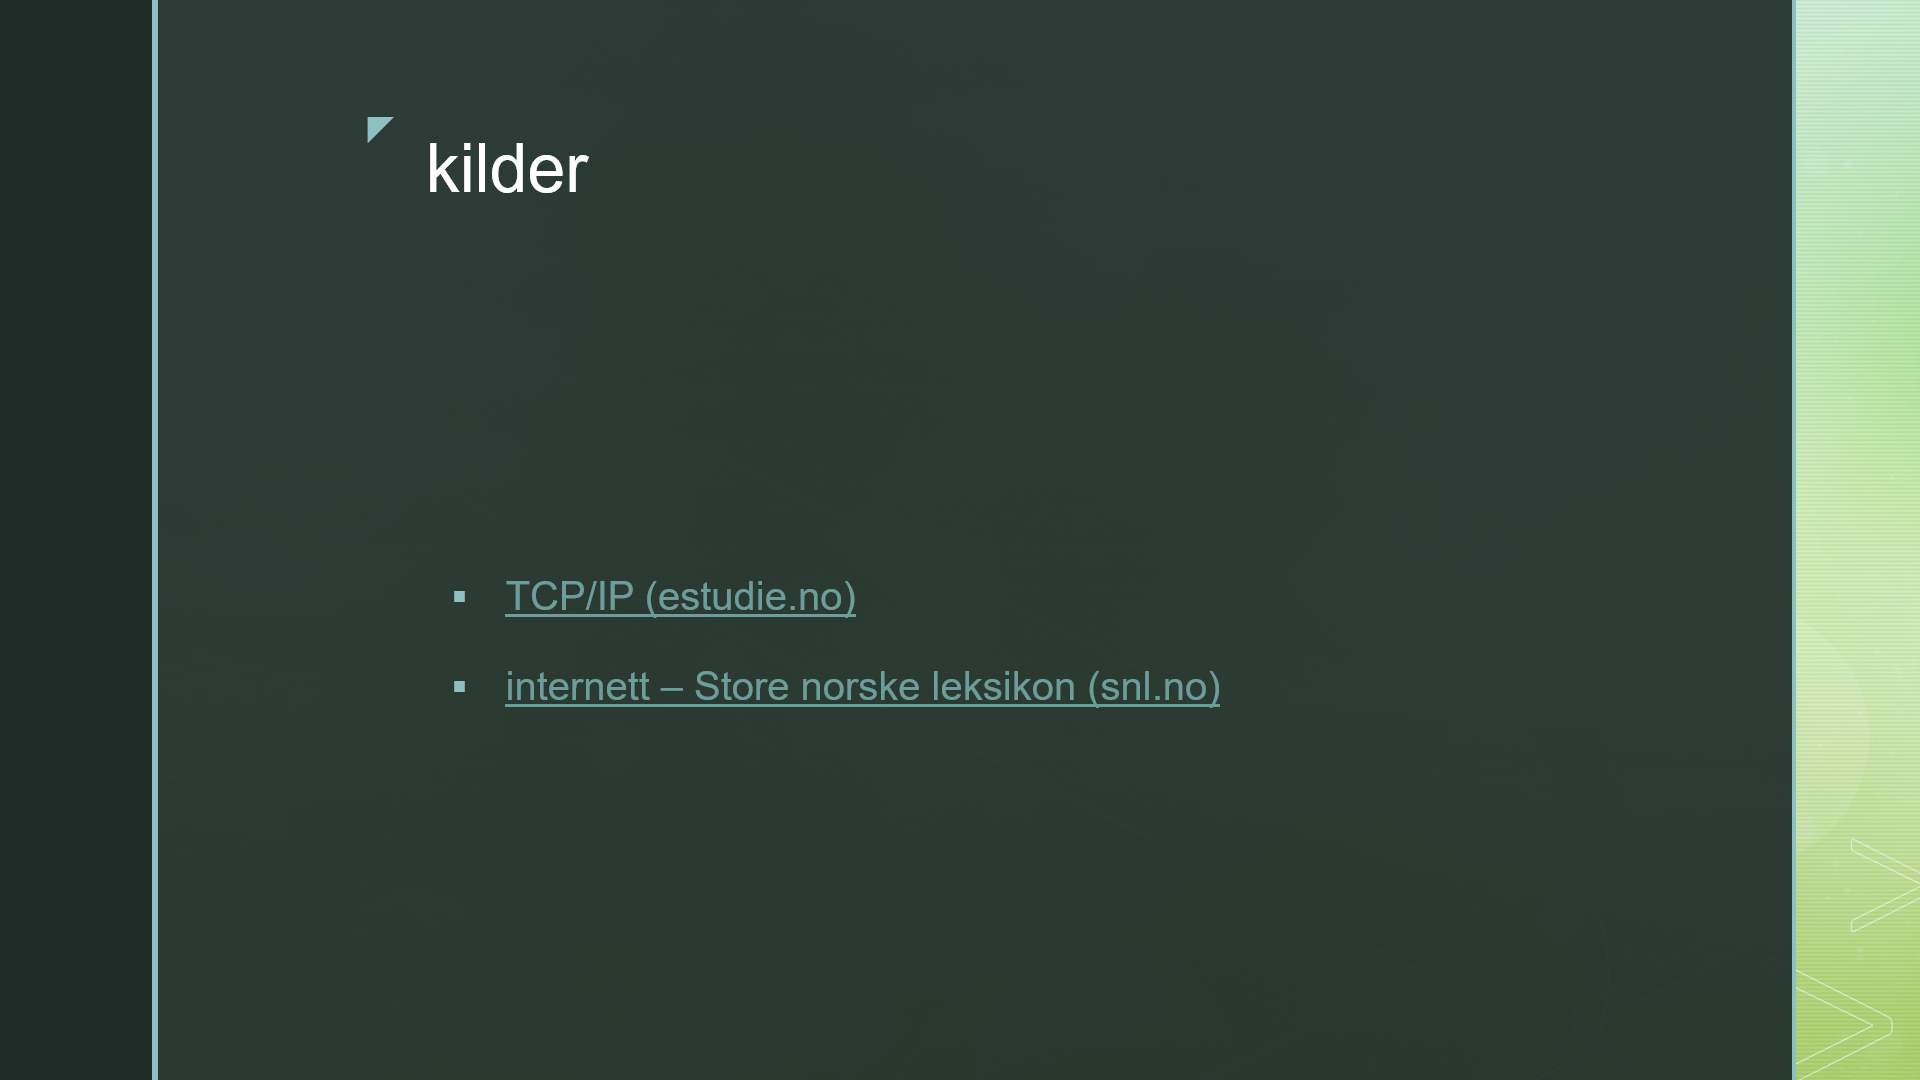 kilder
▪ TCP/IP (estudie.no)
▪ internett – Store norske leksikon (snl.no)